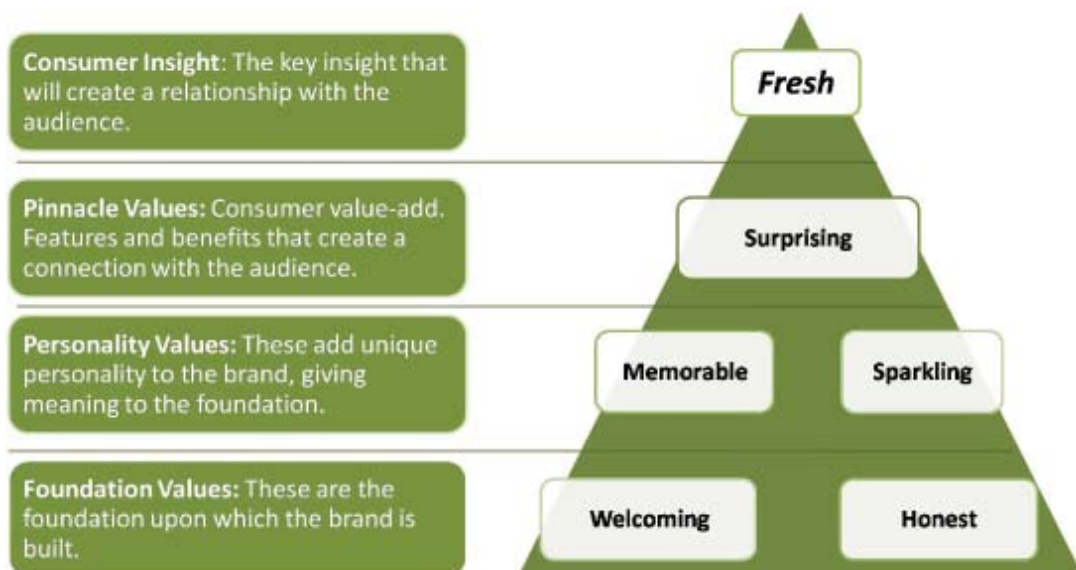 Consumer Insight: The key insight that
will create a relationship with the
audience.
Fresh
Pinnacle Values: Consumer value-add.
Features and benefits that create a
connection with the audience.
Surprising
Personality Values: These add unique
personality to the brand, giving
meaning to the foundation.
Memorable
Sparkling
Foundation Values: These are the
foundation upon which the brand is
built.
Welcoming
Honest